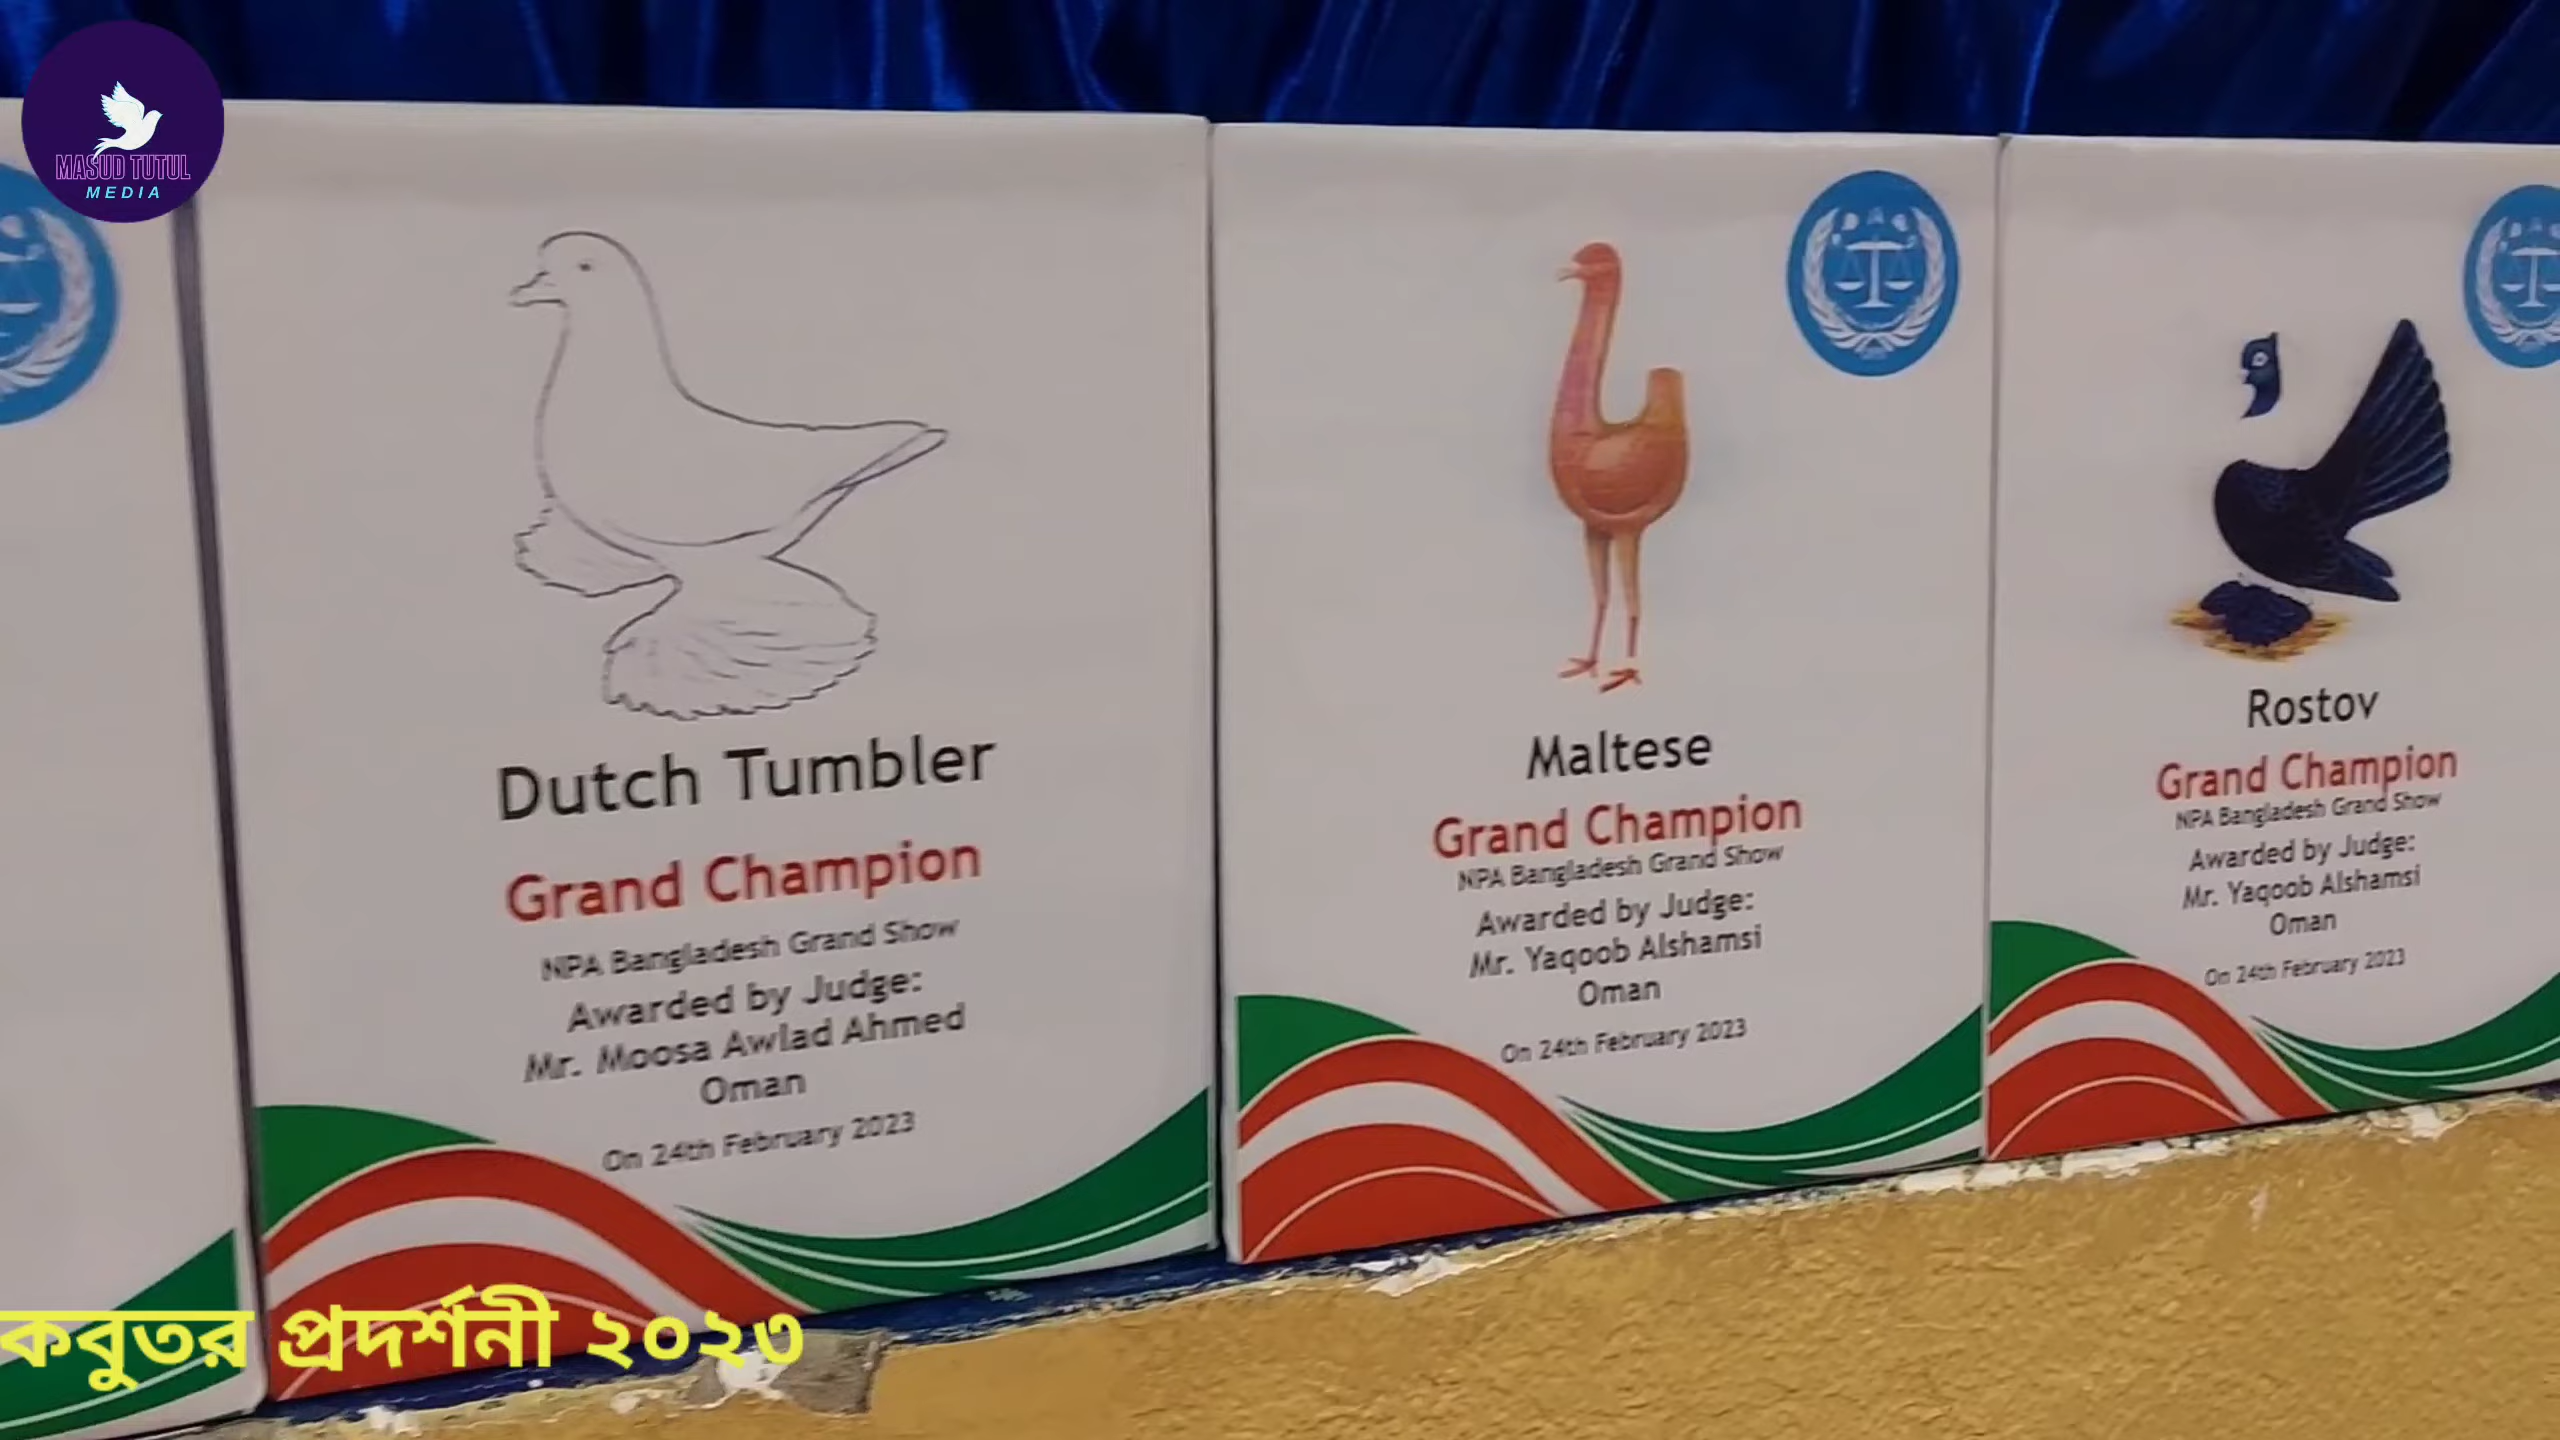 MASUD TUTUL
MEDIA
Dutch Tumbler
Grand Champion
NPA Bangladesh Grand Show
Awarded by Judge:
Mr. Moosa Awlad Ahmed
Oman
On 24th February 2023
Maltese
Grand Champion
NPA Bangladesh Grand Show
Awarded by Judge:
Mr. Yaqoob Alshamsi
Oman
On 24th February 2023
Rostov
Grand Champion
NPA Bangladesh Grand Show
Awarded by Judge:
Mr. Yaqoob Alshamsi
Oman
On 24th February 2023
কবুতর প্রদর্শনী ২০২৩